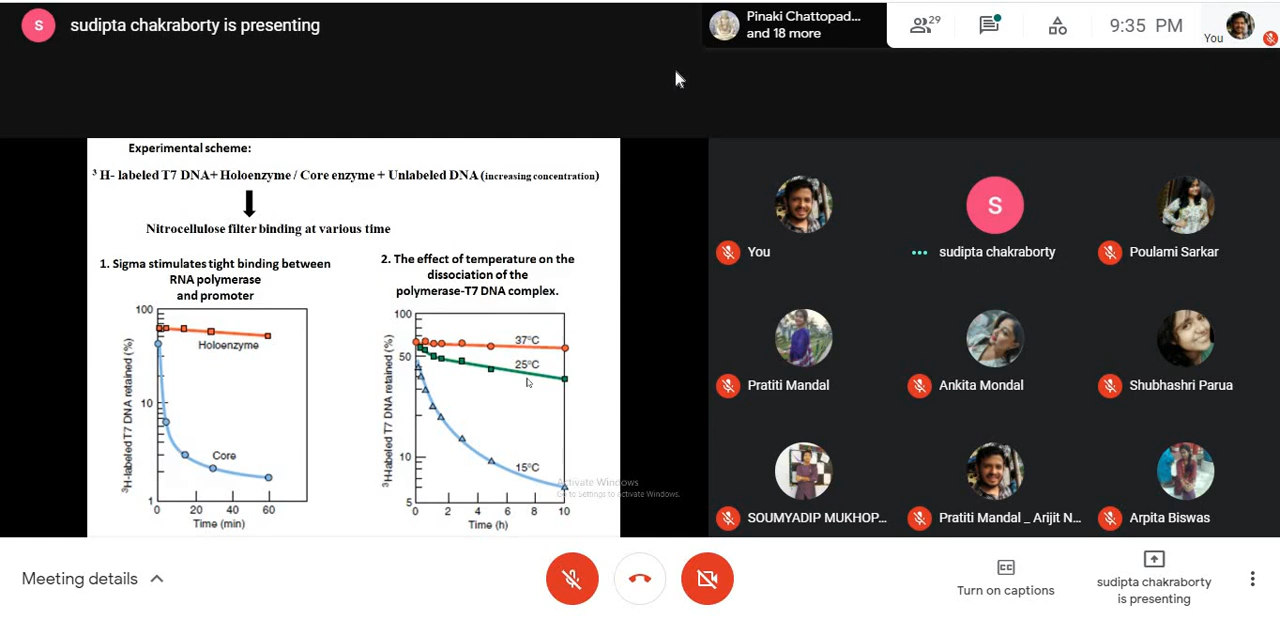 S
sudipta chakraborty is presenting
Pinaki Chattopad...
and 18 more
29
9:35 PM
You
Experimental scheme:
³ H- labeled T7 DNA+ Holoenzyme / Core enzyme + Unlabeled DNA (increasing concentration)
Nitrocellulose filter binding at various time
1. Sigma stimulates tight binding between
RNA polymerase
and promoter
³H-labeled T7 DNA retained (%)
100
10
1
Holoenzyme
Core
0 20 40 60
Time (min)
2. The effect of temperature on the
dissociation of the
polymerase-T7 DNA complex.
³H-labeled T7 DNA retained (%)
100
50
10
5
37°C
25°C
15°C
0 2 4 6 8 10
Time (h)
Activate Windows
Go to Settings to activate Windows.
You
S
sudipta chakraborty
Poulami Sarkar
Pratiti Mandal
Ankita Mondal
Shubhashri Parua
SOUMYADIP MUKHOP...
Pratiti Mandal _ Arijit N...
Arpita Biswas
Meeting details
CC
Turn on captions
sudipta chakraborty
is presenting